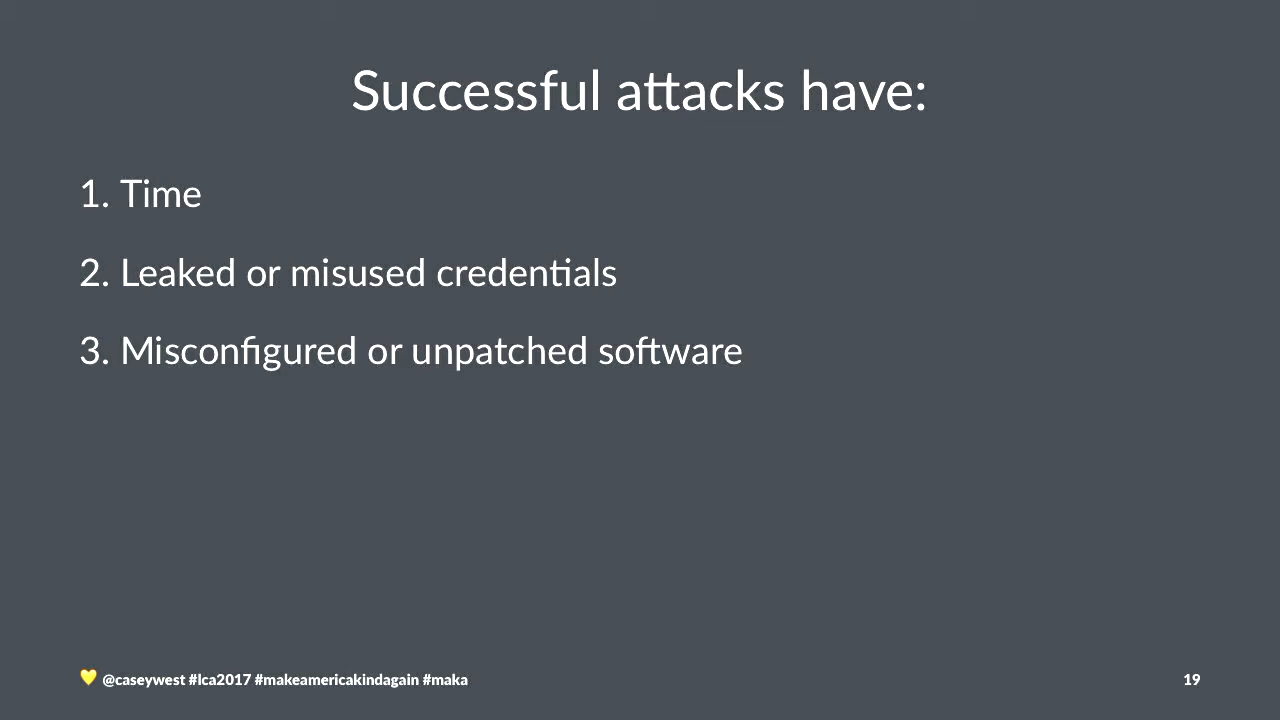 Successful attacks have:
1. Time
2. Leaked or misused credentials
3. Misconfigured or unpatched software
💛 @caseywest #lca2017 #makeamericakindagain #maka
19